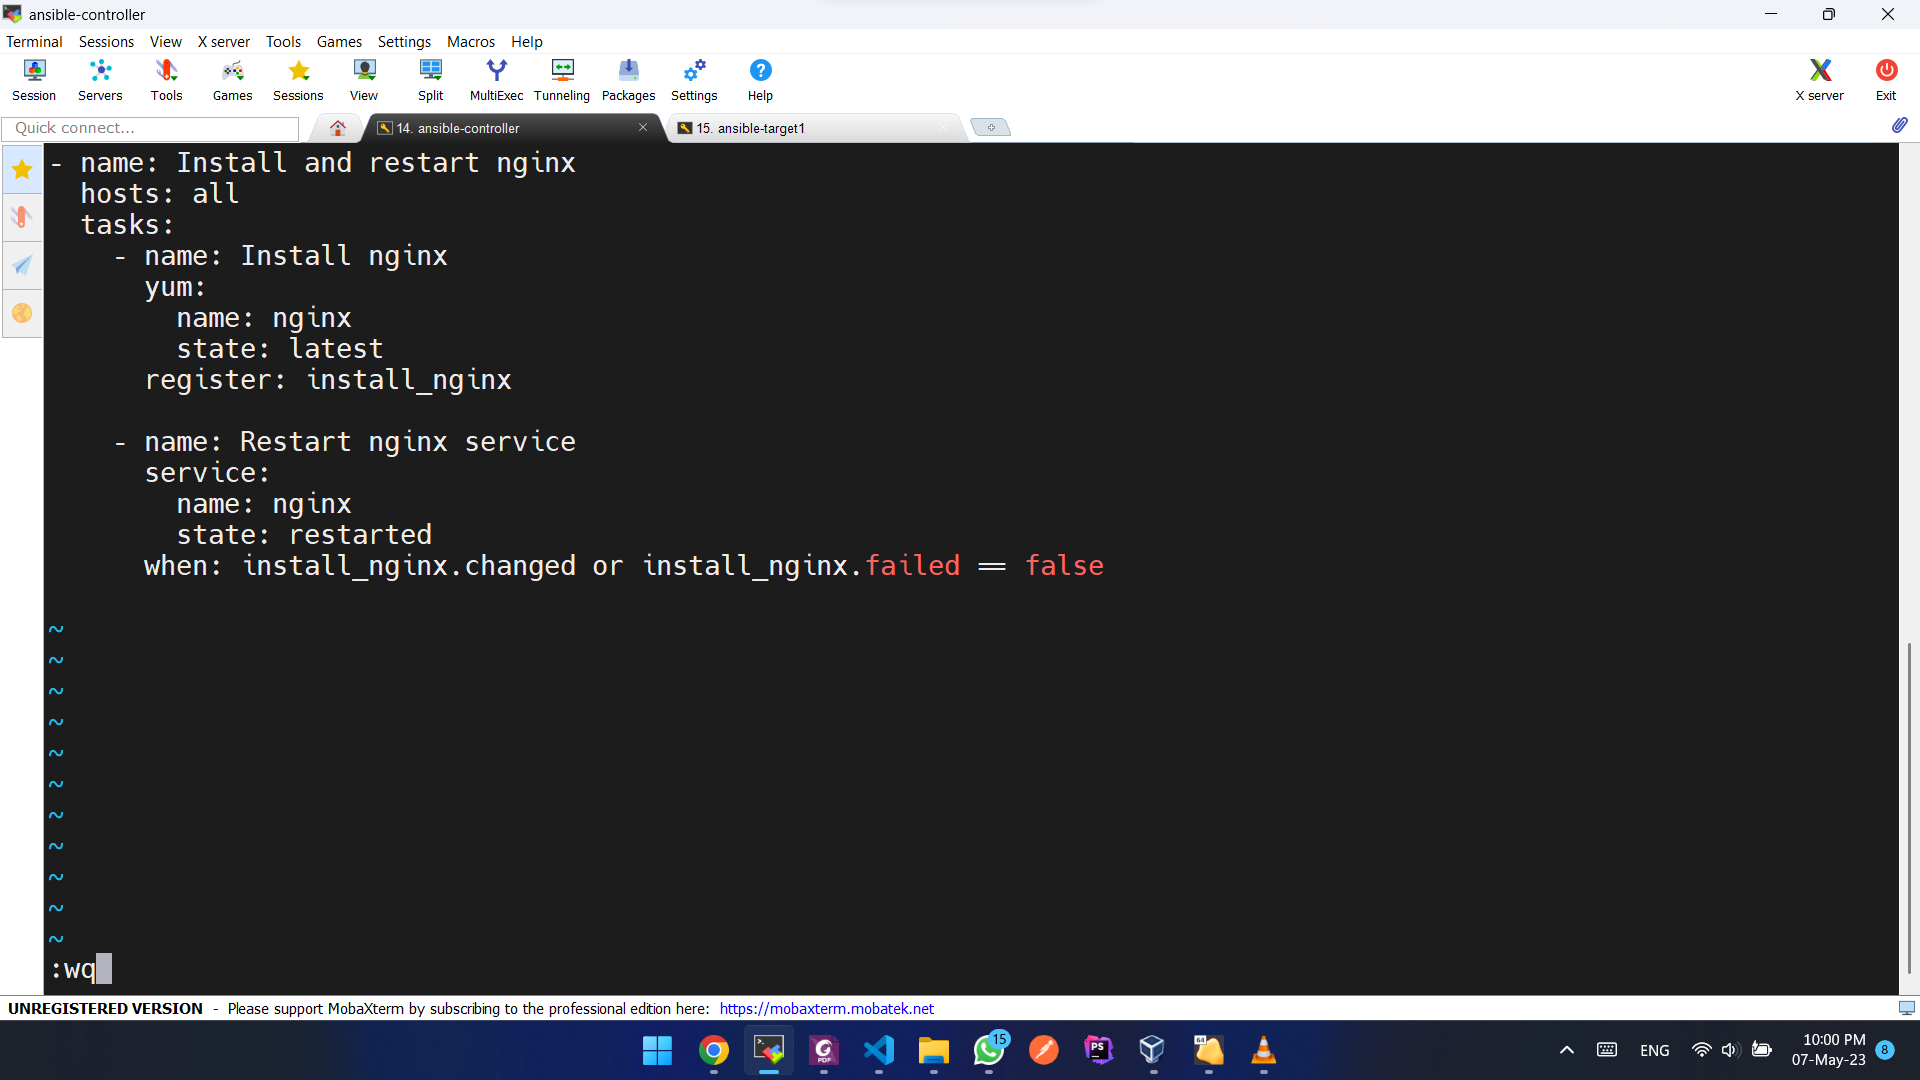 ansible-controller
Terminal Sessions View X server Tools Games Settings Macros Help
Session Servers Tools Games Sessions View Split MultiExec Tunneling Packages Settings Help X server Exit
Quick connect...
14. ansible-controller
15. ansible-target1
- name: Install and restart nginx
  hosts: all
  tasks:
    - name: Install nginx
      yum:
        name: nginx
        state: latest
      register: install_nginx

    - name: Restart nginx service
      service:
        name: nginx
        state: restarted
      when: install_nginx.changed or install_nginx.failed == false

~
~
~
~
~
~
~
~
~
~
~
:wq
UNREGISTERED VERSION - Please support MobaXterm by subscribing to the professional edition here: https://mobaxterm.mobatek.net
PDF
15
PS
64
ENG
10:00 PM
07-May-23
8